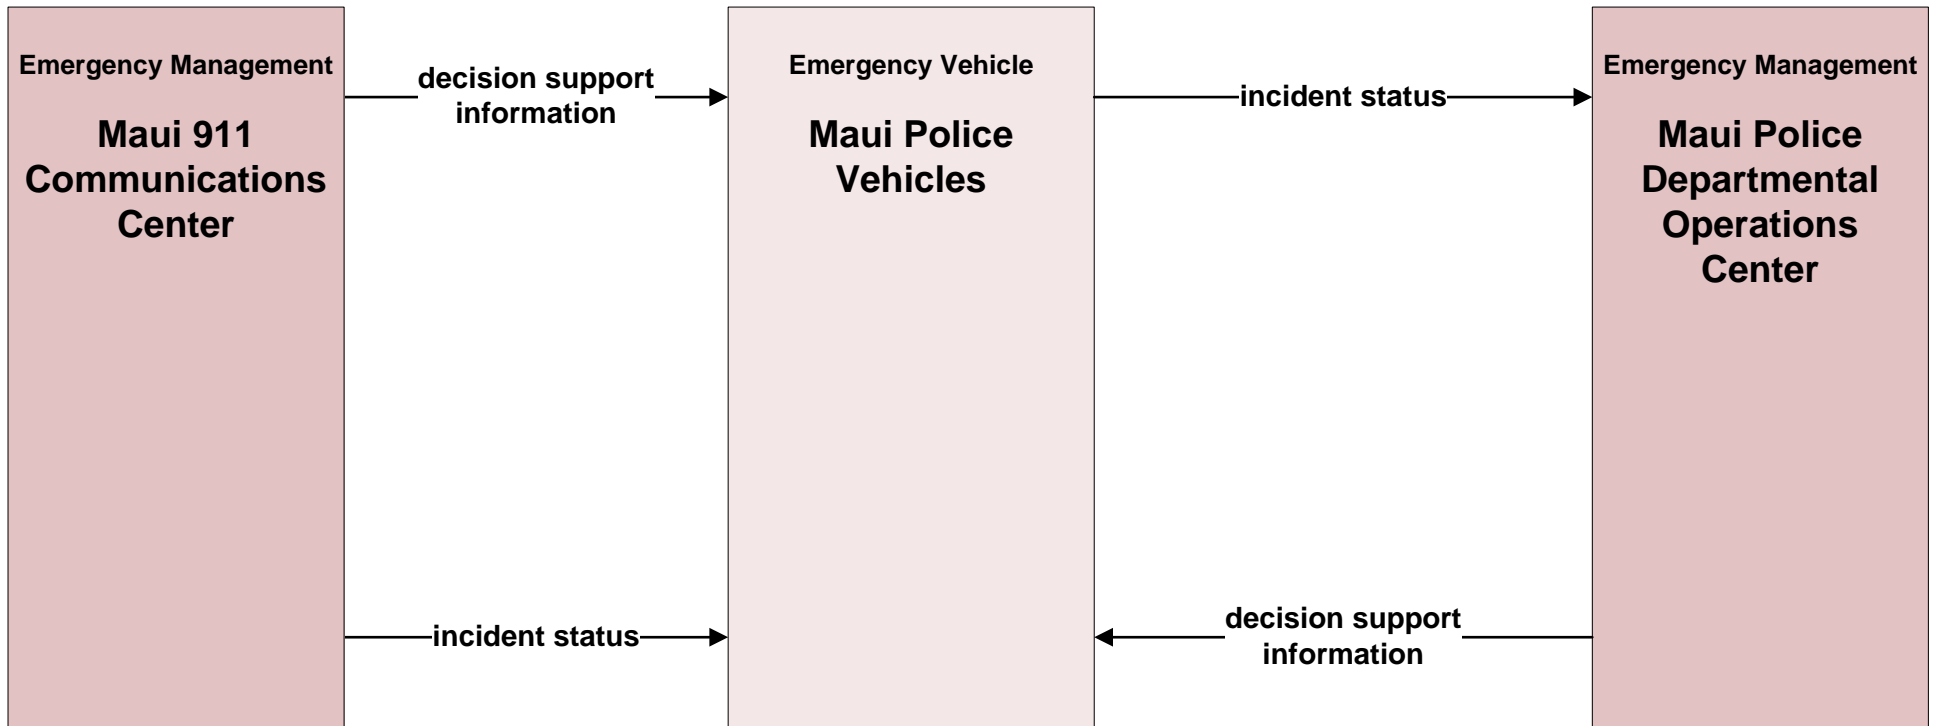 Emergency Management
Maui 911
Communications
Center
decision support
information
incident status
Emergency Vehicle
Maui Police
Vehicles
incident status
decision support
information
Emergency Management
Maui Police
Departmental
Operations
Center